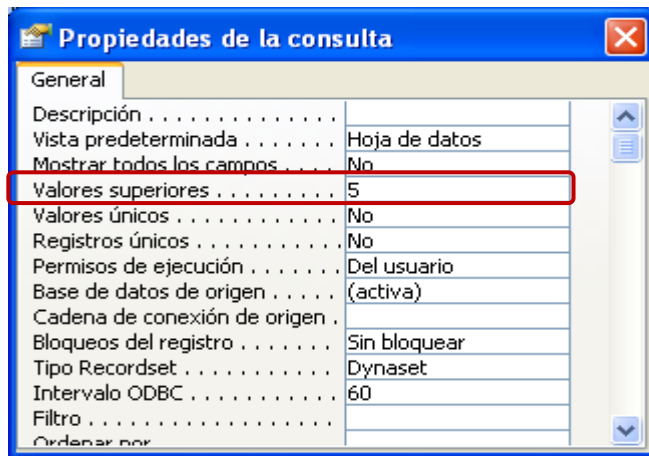 Propiedades de la consulta
General
Descripción . . . . . . . . . . . . . . .
Vista predeterminada . . . . . . . Hoja de datos
Mostrar todos los campos . . . . No
Valores superiores . . . . . . . . . 5
Valores únicos . . . . . . . . . . . . . No
Registros únicos . . . . . . . . . . . No
Permisos de ejecución . . . . . . . Del usuario
Base de datos de origen . . . . . (activa)
Cadena de conexión de origen .
Bloqueos del registro . . . . . . . Sin bloquear
Tipo Recordset . . . . . . . . . . . . Dynaset
Intervalo ODBC . . . . . . . . . . . 60
Filtro . . . . . . . . . . . . . . . . . . .
Ordenar por